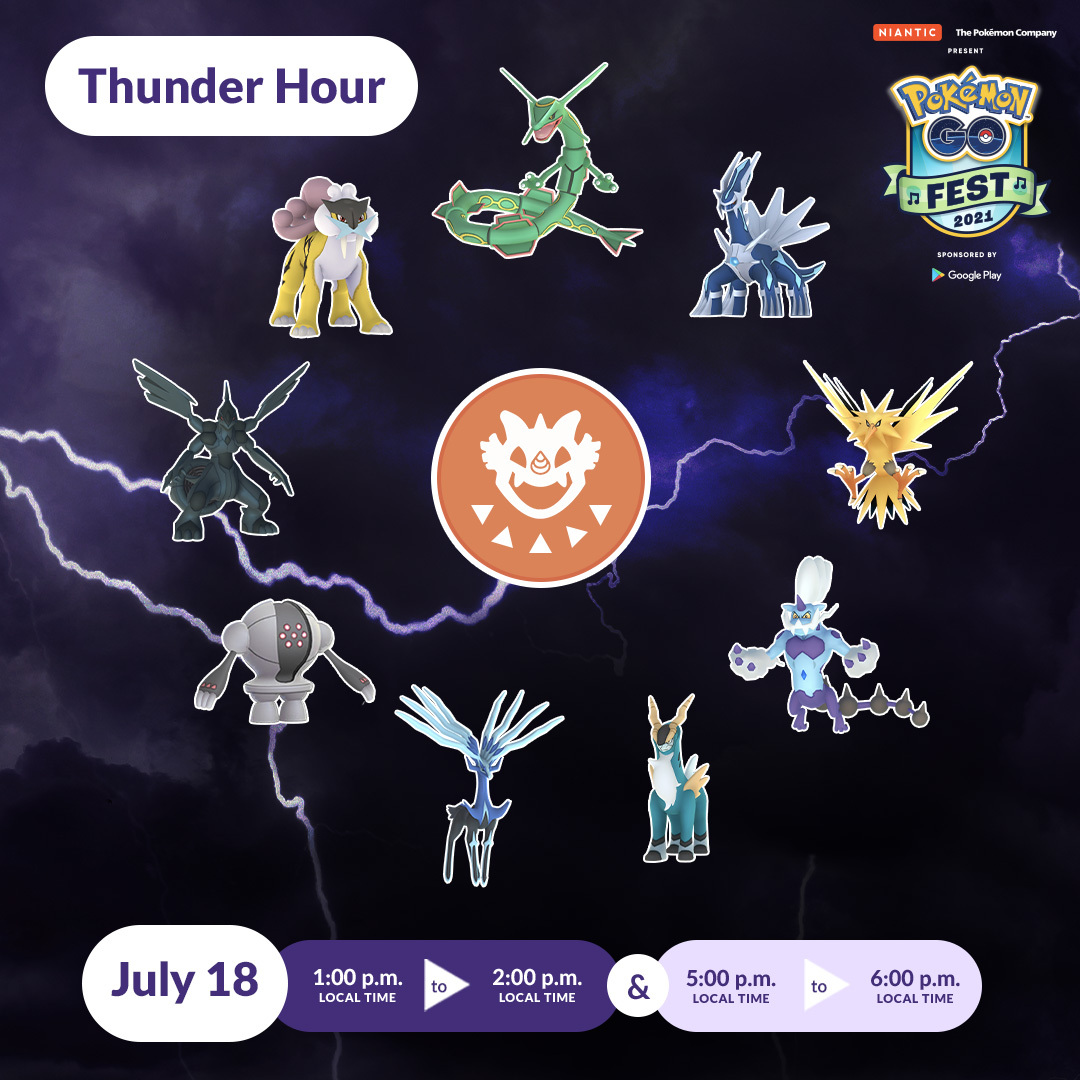 Thunder Hour
NIANTIC The Pokémon Company
PRESENT
POKÉMON
GO
FEST
2021
SPONSORED BY
Google Play
July 18
1:00 p.m. to 2:00 p.m. & 5:00 p.m. to 6:00 p.m.
LOCAL TIME LOCAL TIME LOCAL TIME LOCAL TIME